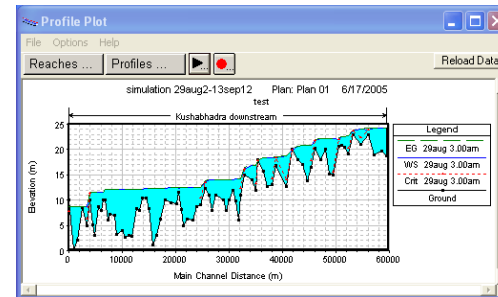 Profile Plot
File Options Help
Reaches ... Profiles ... Reload Data
simulation 29aug2-13sep12 Plan: Plan 01 6/17/2005
test
Kushabhadra downstream
Legend
EG 29aug 3.00am
WS 29aug 3.00am
Crit 29aug 3.00am
Ground
Elevation (m)
25
20
15
10
5
0
0 10000 20000 30000 40000 50000 60000
Main Channel Distance (m)